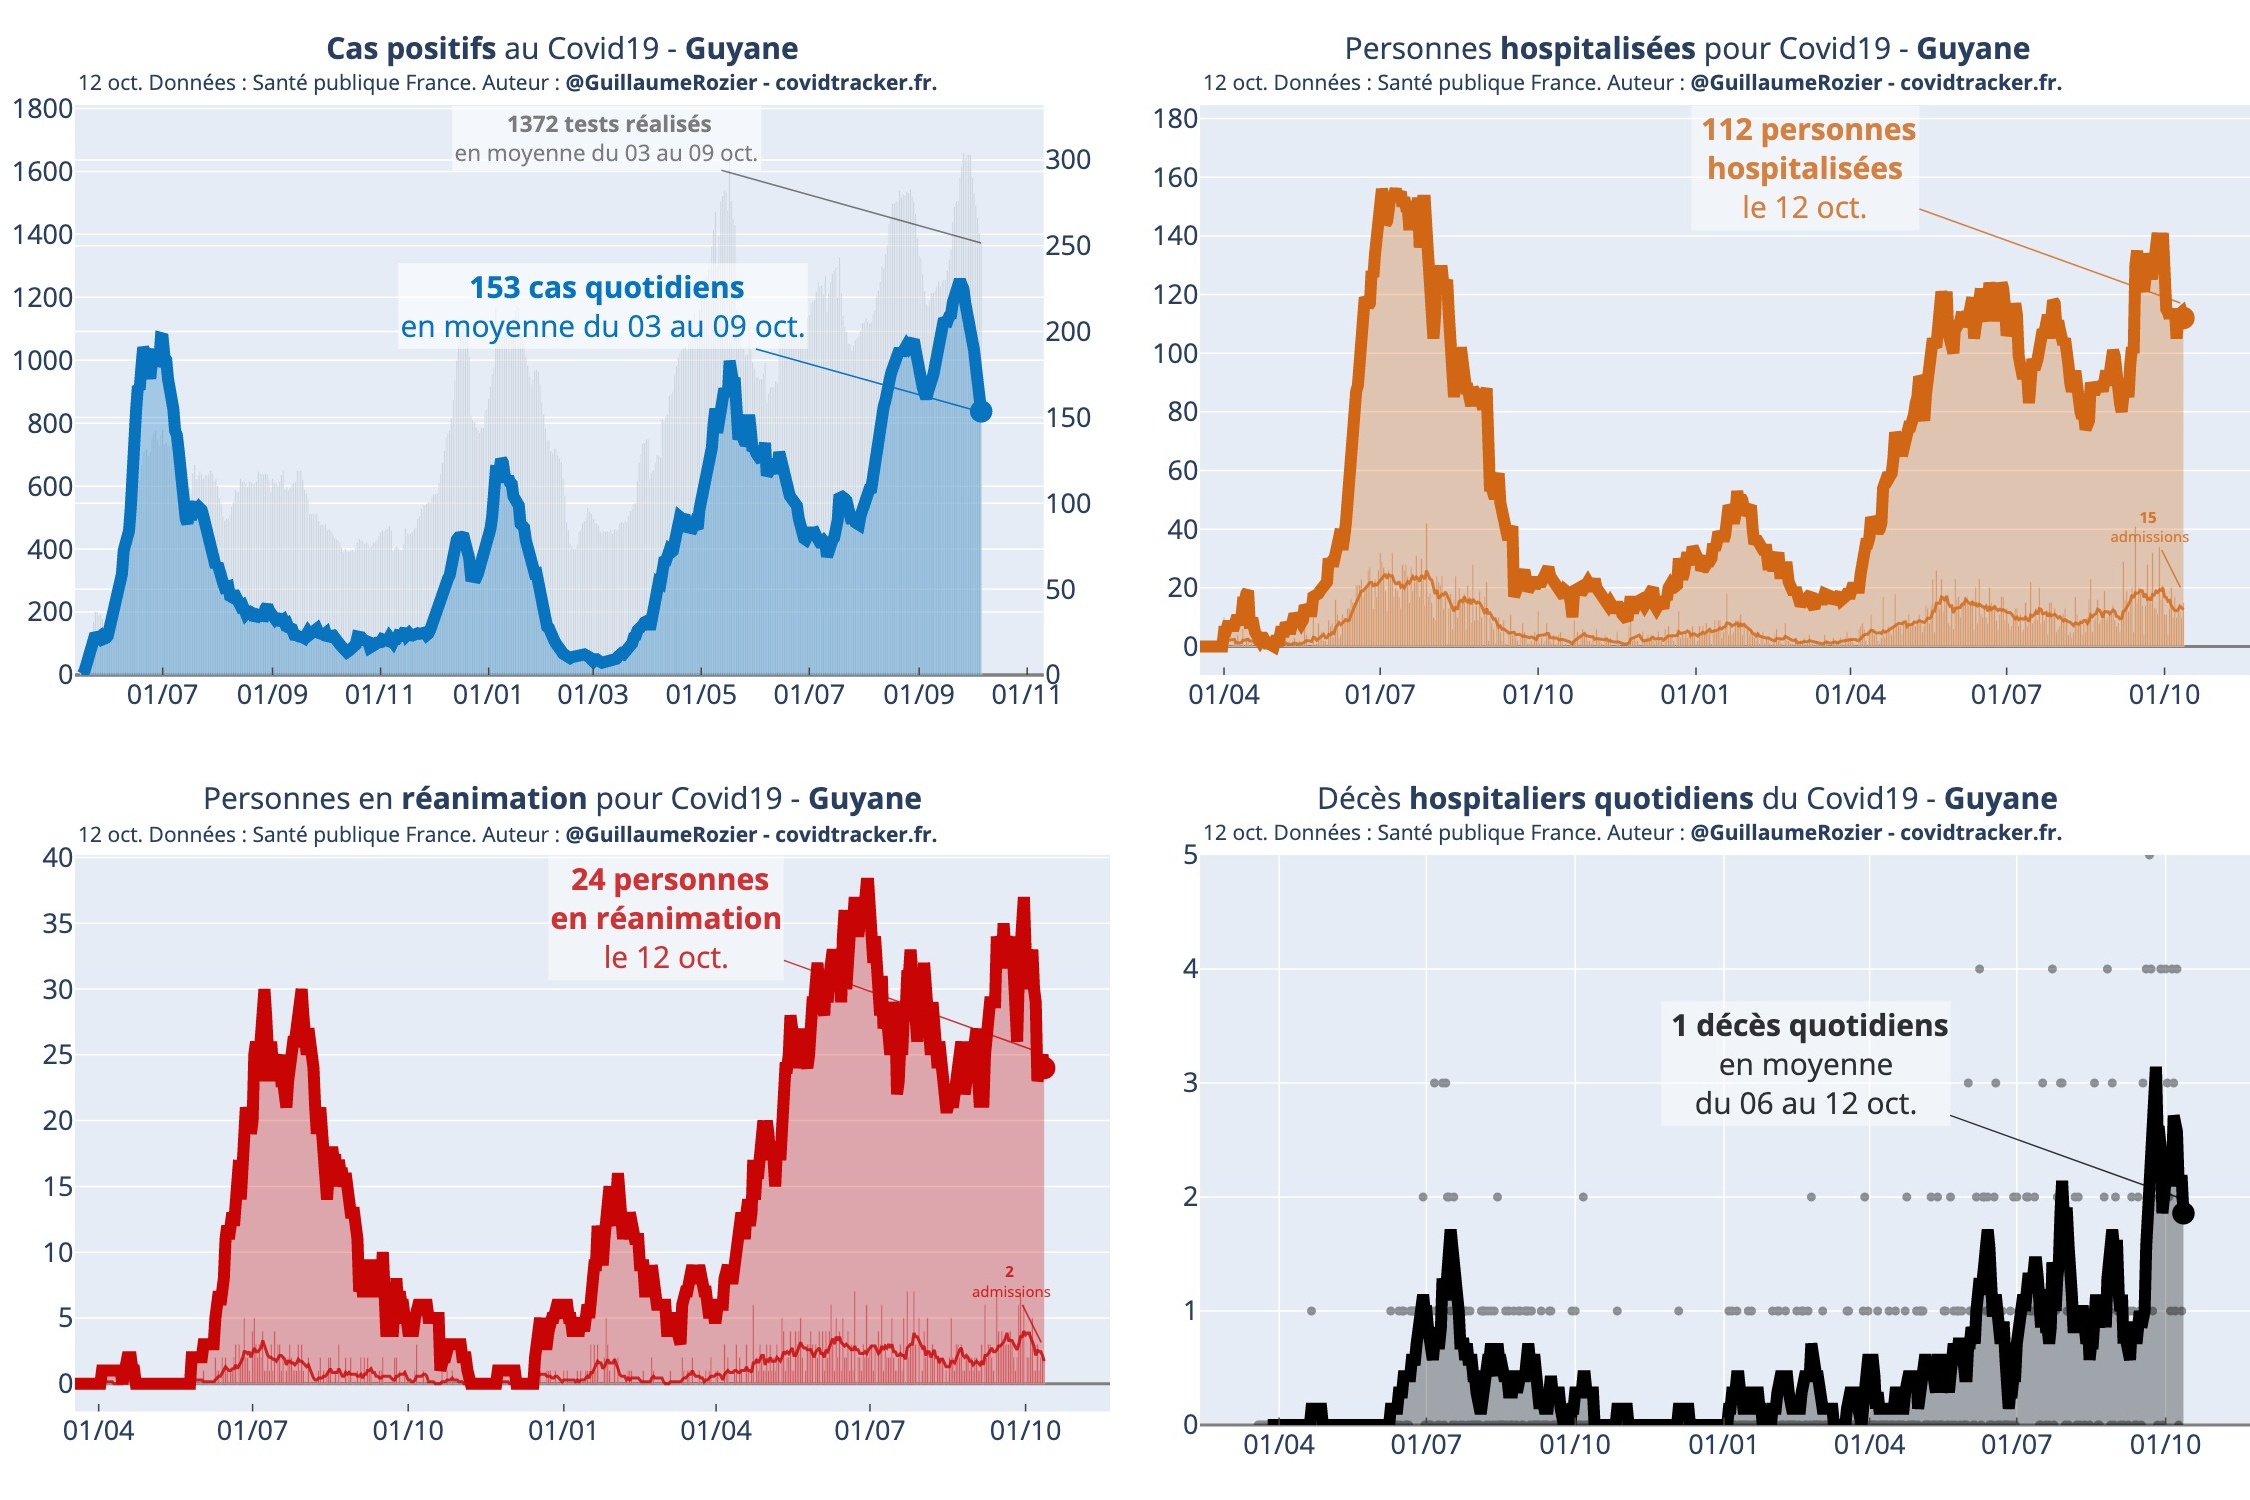 Cas positifs au Covid19 - Guyane
12 oct. Données : Santé publique France. Auteur : @GuillaumeRozier - covidtracker.fr.
1800
1600
1400
1200
1000
800
600
400
200
0
300
250
200
150
100
50
0
1372 tests réalisés
en moyenne du 03 au 09 oct.
153 cas quotidiens
en moyenne du 03 au 09 oct.
01/07 01/09 01/11 01/01 01/03 01/05 01/07 01/09 01/11
Personnes hospitalisées pour Covid19 - Guyane
12 oct. Données : Santé publique France. Auteur : @GuillaumeRozier - covidtracker.fr.
180
160
140
120
100
80
60
40
20
0
112 personnes
hospitalisées
le 12 oct.
15
admissions
01/04 01/07 01/10 01/01 01/04 01/07 01/10
Personnes en réanimation pour Covid19 - Guyane
12 oct. Données : Santé publique France. Auteur : @GuillaumeRozier - covidtracker.fr.
40
35
30
25
20
15
10
5
0
24 personnes
en réanimation
le 12 oct.
2
admissions
01/04 01/07 01/10 01/01 01/04 01/07 01/10
Décès hospitaliers quotidiens du Covid19 - Guyane
12 oct. Données : Santé publique France. Auteur : @GuillaumeRozier - covidtracker.fr.
5
4
3
2
1
0
1 décès quotidiens
en moyenne
du 06 au 12 oct.
01/04 01/07 01/10 01/01 01/04 01/07 01/10